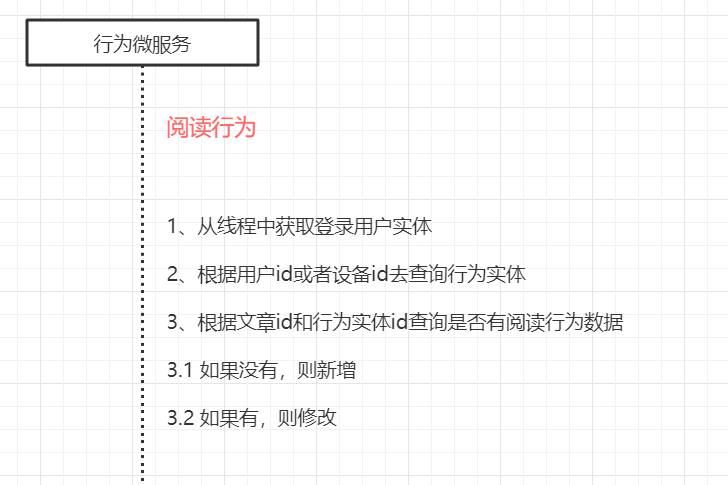 行为微服务
阅读行为
1、从线程中获取登录用户实体
2、根据用户id或者设备id去查询行为实体
3、根据文章id和行为实体id查询是否有阅读行为数据
3.1 如果没有，则新增
3.2 如果有，则修改